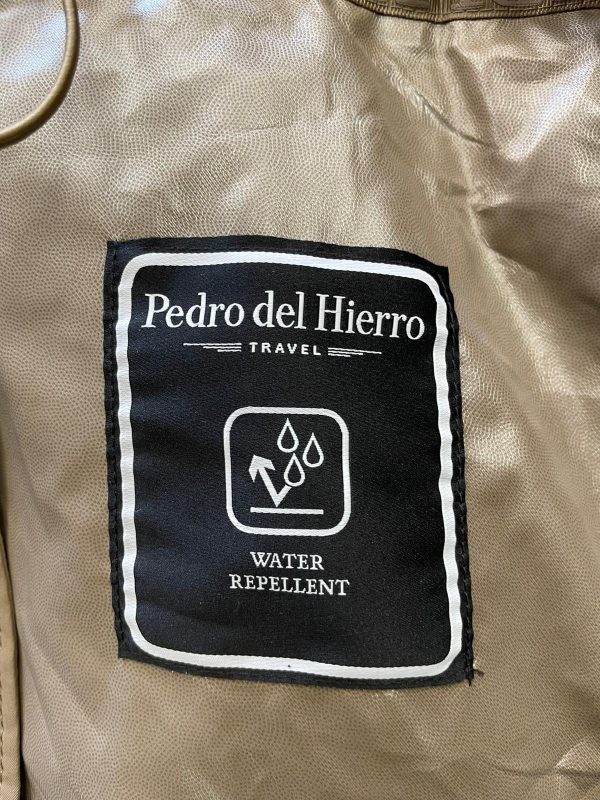 Pedro del Hierro
TRAVEL
WATER
REPELLENT